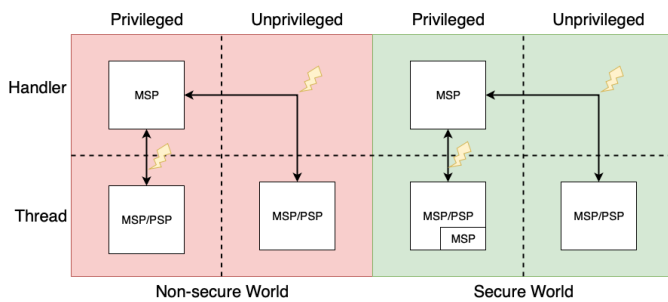 Privileged Unprivileged Privileged Unprivileged
Handler
MSP
MSP
Thread
MSP/PSP
MSP/PSP
MSP/PSP
MSP
MSP/PSP
Non-secure World Secure World